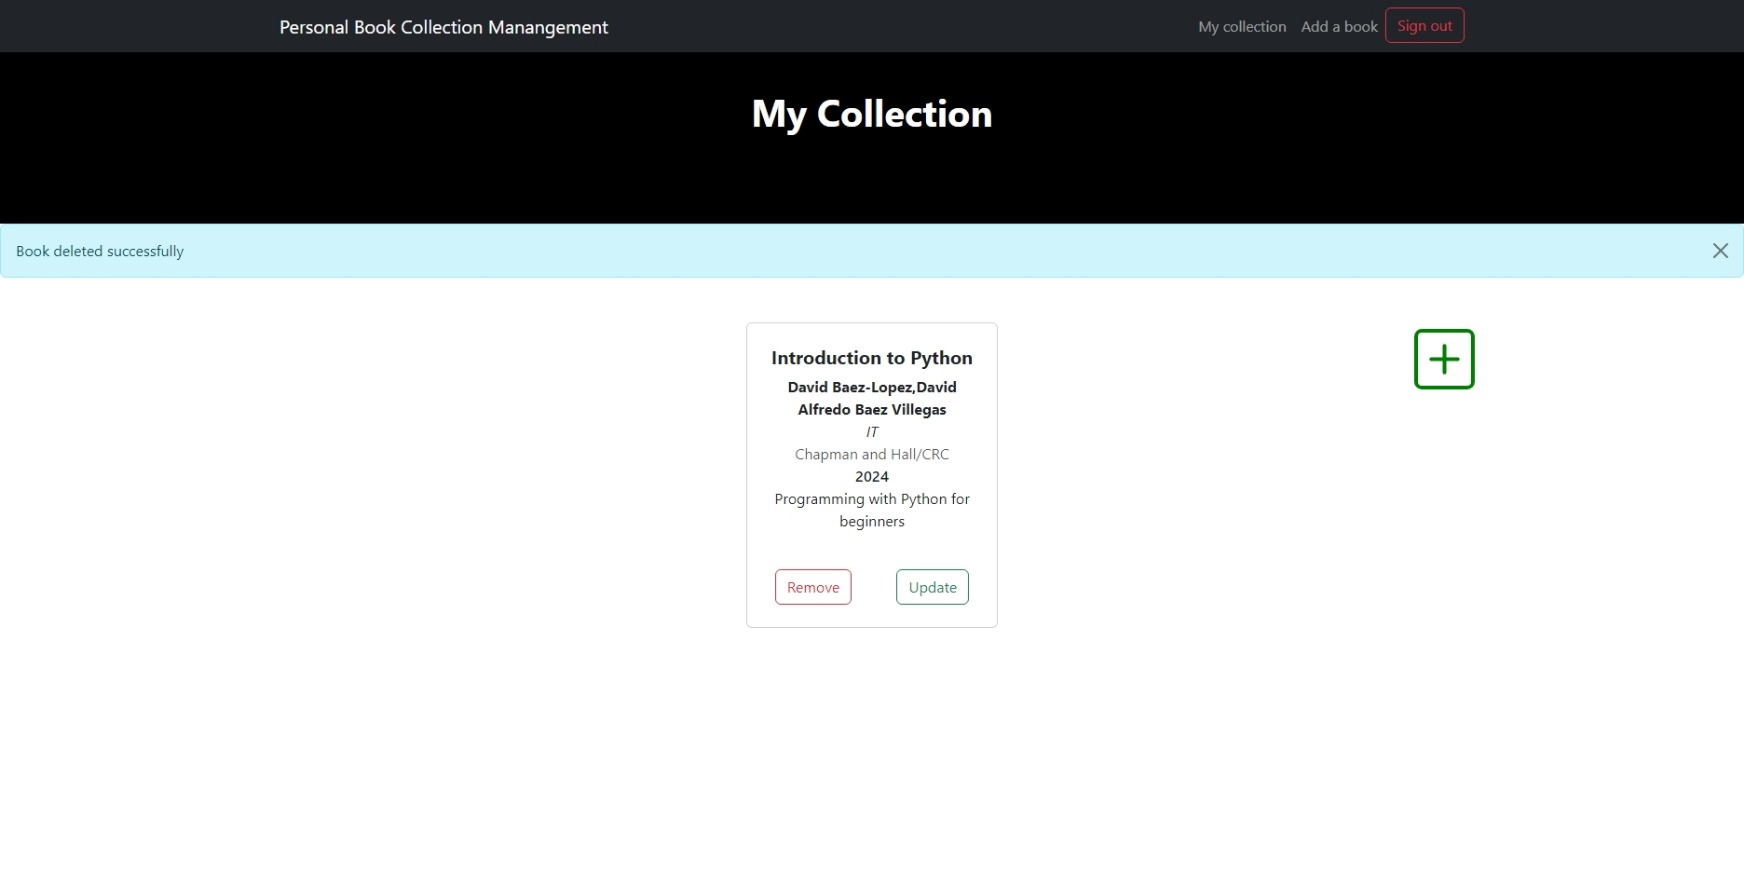 Personal Book Collection Manangement
My collection
Add a book
Sign out
My Collection
Book deleted successfully
Introduction to Python
David Baez-Lopez,David
Alfredo Baez Villegas
IT
Chapman and Hall/CRC
2024
Programming with Python for
beginners
Remove
Update